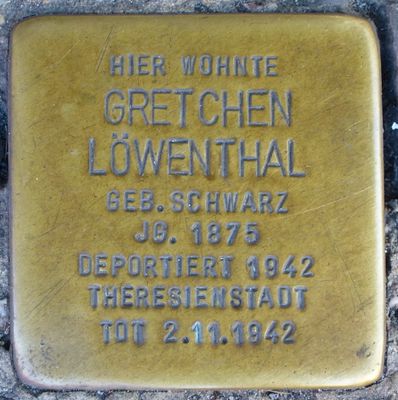 HIER WOHNTE
GRETCHEN
LÖWENTHAL
GEB. SCHWARZ
JG. 1875
DEPORTIERT 1942
THERESIENSTADT
TOT 2.11.1942